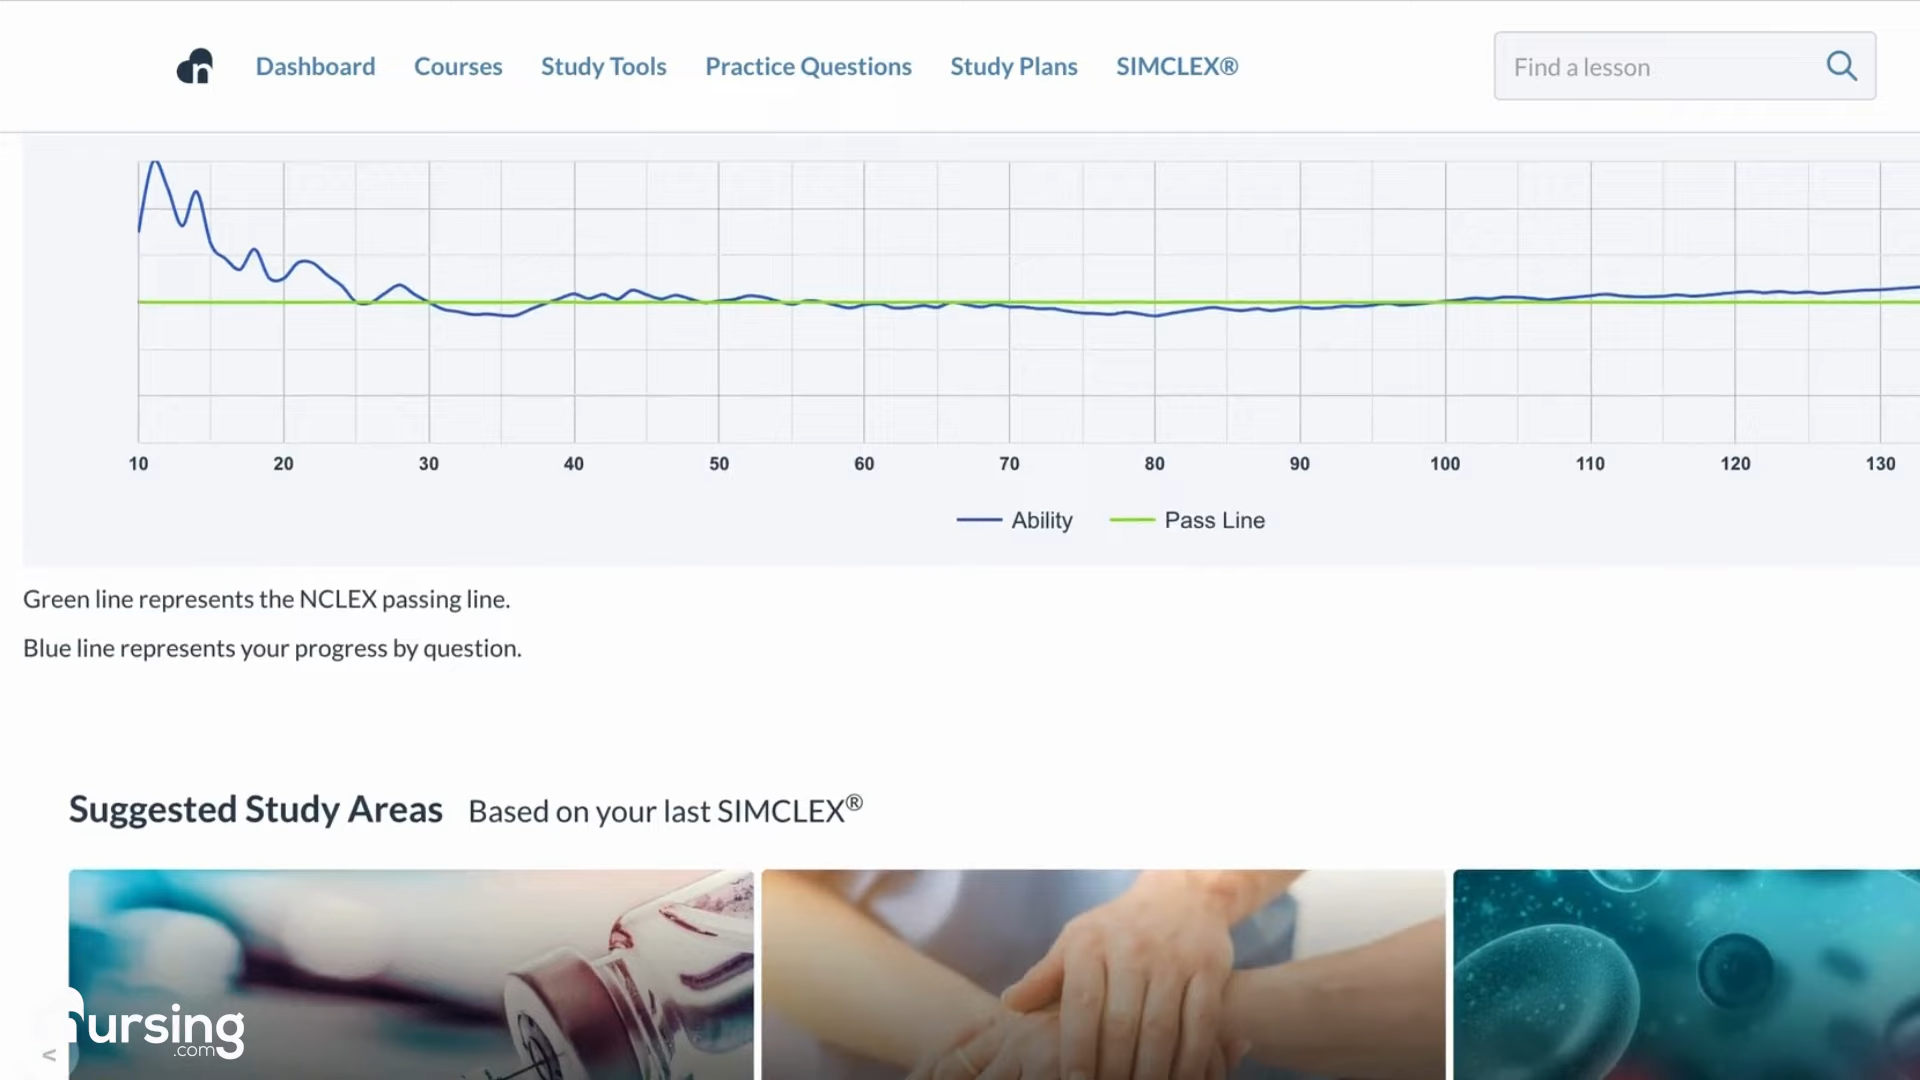 n Dashboard Courses Study Tools Practice Questions Study Plans SIMCLEX® Find a lesson
10 20 30 40 50 60 70 80 90 100 110 120 130
Ability Pass Line
Green line represents the NCLEX passing line.
Blue line represents your progress by question.
Suggested Study Areas Based on your last SIMCLEX®
nursing
.com
<